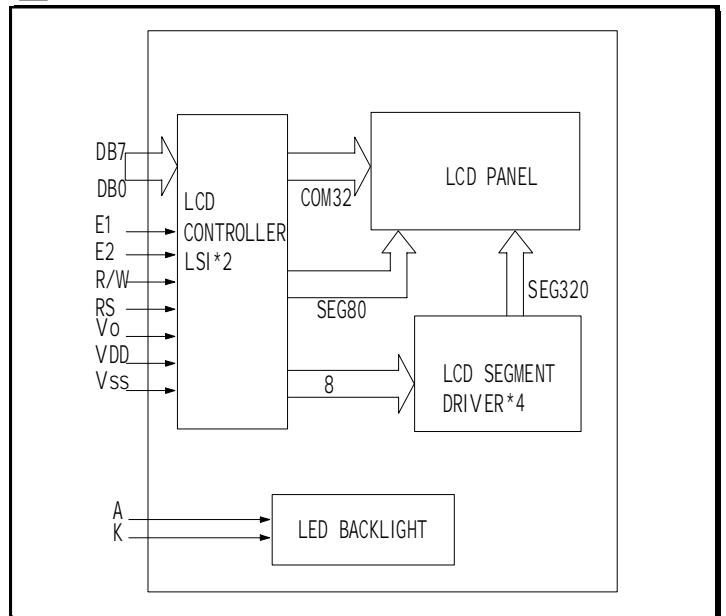 DB7
DB0
E1
E2
R/W
RS
Vo
VDD
Vss
LCD
CONTROLLER
LSI*2
COM32
SEG80
8
LCD PANEL
SEG320
LCD SEGMENT
DRIVER*4
A
K
LED BACKLIGHT